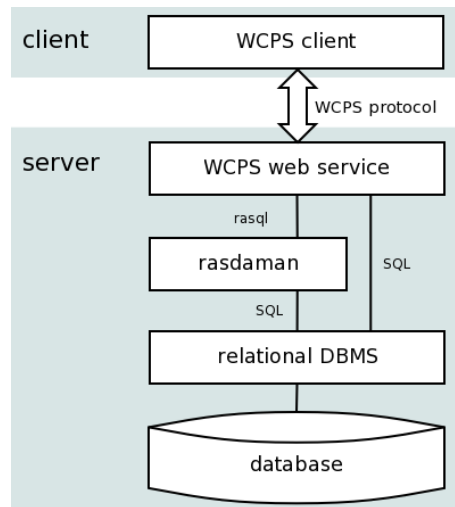 client
WCPS client
WCPS protocol
server
WCPS web service
rasql
rasdaman
SQL
SQL
relational DBMS
database